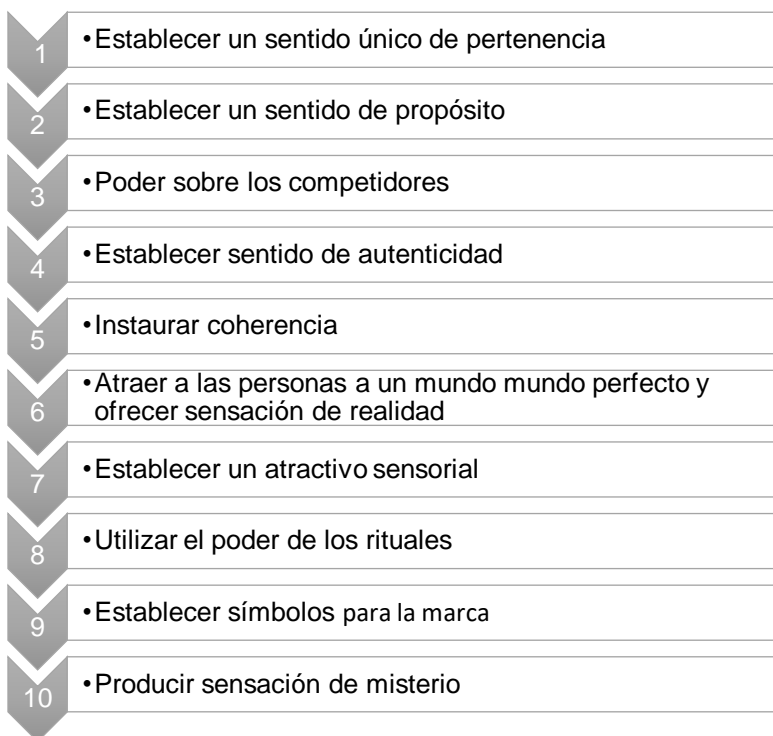 1 •Establecer un sentido único de pertenencia
2 •Establecer un sentido de propósito
3 •Poder sobre los competidores
4 •Establecer sentido de autenticidad
5 •Instaurar coherencia
6 •Atraer a las personas a un mundo mundo perfecto y
ofrecer sensación de realidad
7 •Establecer un atractivo sensorial
8 •Utilizar el poder de los rituales
9 •Establecer símbolos para la marca
10 •Producir sensación de misterio